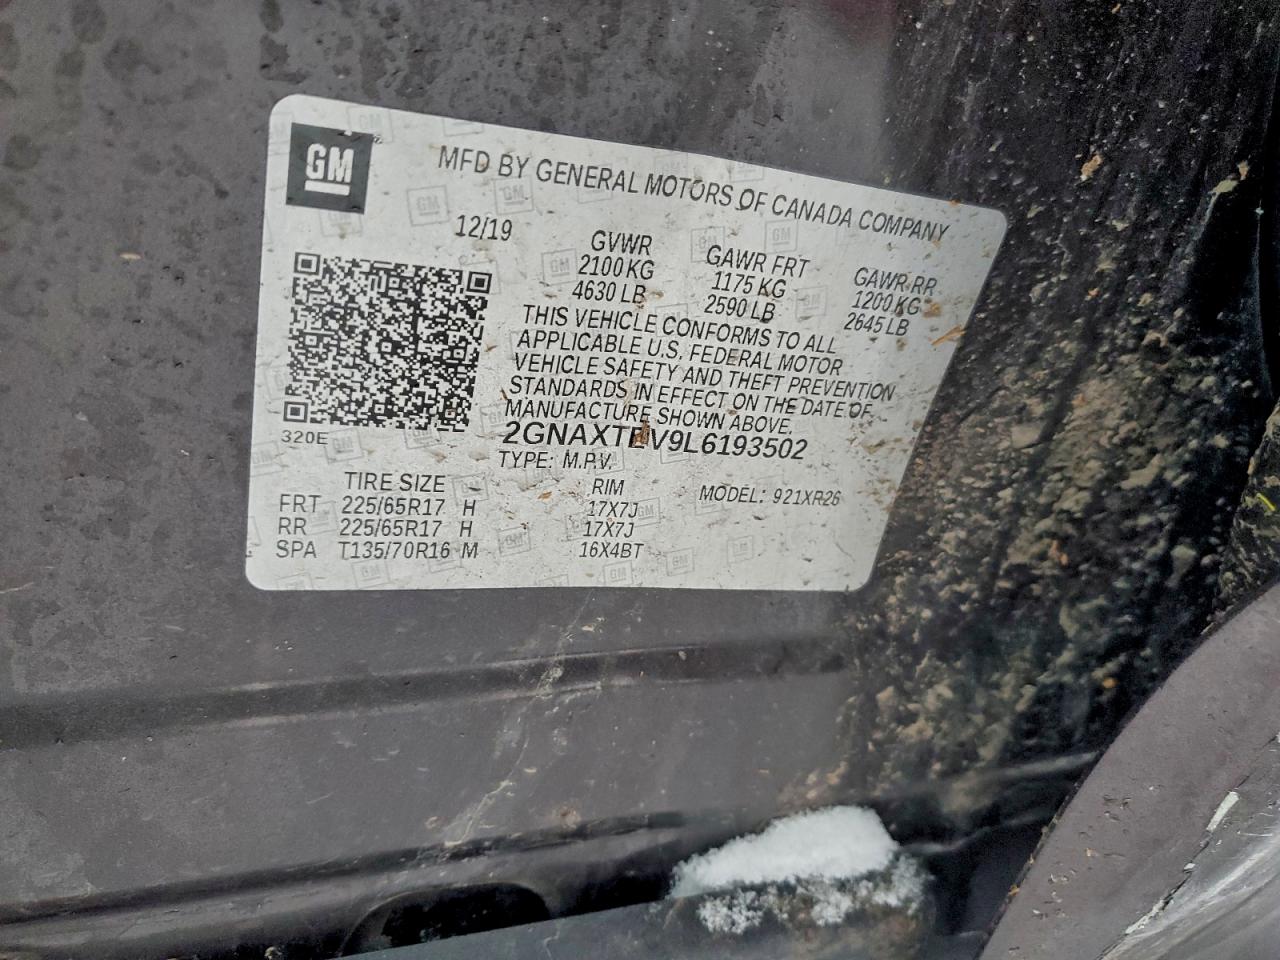 GM
MFD BY GENERAL MOTORS OF CANADA COMPANY
12/19
GVWR GAWR FRT GAWR RR
2100 KG 1175 KG 1200 KG
4630 LB 2590 LB 2645 LB
THIS VEHICLE CONFORMS TO ALL
APPLICABLE U.S. FEDERAL MOTOR
VEHICLE SAFETY AND THEFT PREVENTION
STANDARDS IN EFFECT ON THE DATE OF
MANUFACTURE SHOWN ABOVE.
320E
2GNAXTEV9L6193502
TYPE: M.P.V.
TIRE SIZE RIM MODEL: 921XR26
FRT 225/65R17 H 17X7J
RR 225/65R17 H 17X7J
SPA T135/70R16 M 16X4BT